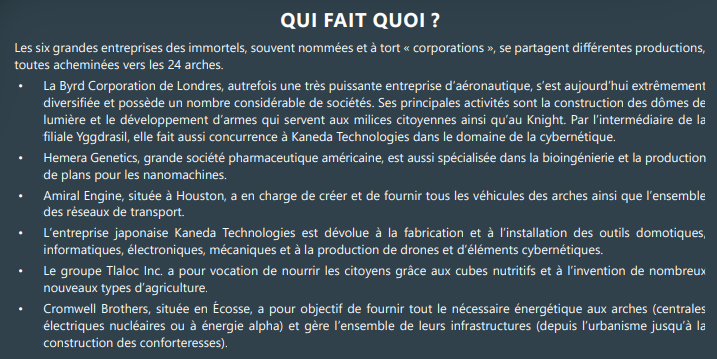 QUI FAIT QUOI ?
Les six grandes entreprises des immortels, souvent nommées et à tort « corporations », se partagent différentes productions,
toutes acheminées vers les 24 arches.
• La Byrd Corporation de Londres, autrefois une très puissante entreprise d’aéronautique, s’est aujourd’hui extrêmement
diversifiée et possède un nombre considérable de sociétés. Ses principales activités sont la construction des dômes de
lumière et le développement d’armes qui servent aux milices citoyennes ainsi qu’au Knight. Par l’intermédiaire de la
filiale Yggdrasil, elle fait aussi concurrence à Kaneda Technologies dans le domaine de la cybernétique.
• Hemera Genetics, grande société pharmaceutique américaine, est aussi spécialisée dans la bioingénierie et la production
de plans pour les nanomachines.
• Amiral Engine, située à Houston, a en charge de créer et de fournir tous les véhicules des arches ainsi que l’ensemble
des réseaux de transport.
• L’entreprise japonaise Kaneda Technologies est dévolue à la fabrication et à l’installation des outils domotiques,
informatiques, électroniques, mécaniques et à la production de drones et d’éléments cybernétiques.
• Le groupe Tlaloc Inc. a pour vocation de nourrir les citoyens grâce aux cubes nutritifs et à l’invention de nombreux
nouveaux types d’agriculture.
• Cromwell Brothers, située en Écosse, a pour objectif de fournir tout le nécessaire énergétique aux arches (centrales
électriques nucléaires ou à énergie alpha) et gère l’ensemble de leurs infrastructures (depuis l’urbanisme jusqu’à la
construction des conforteresses).